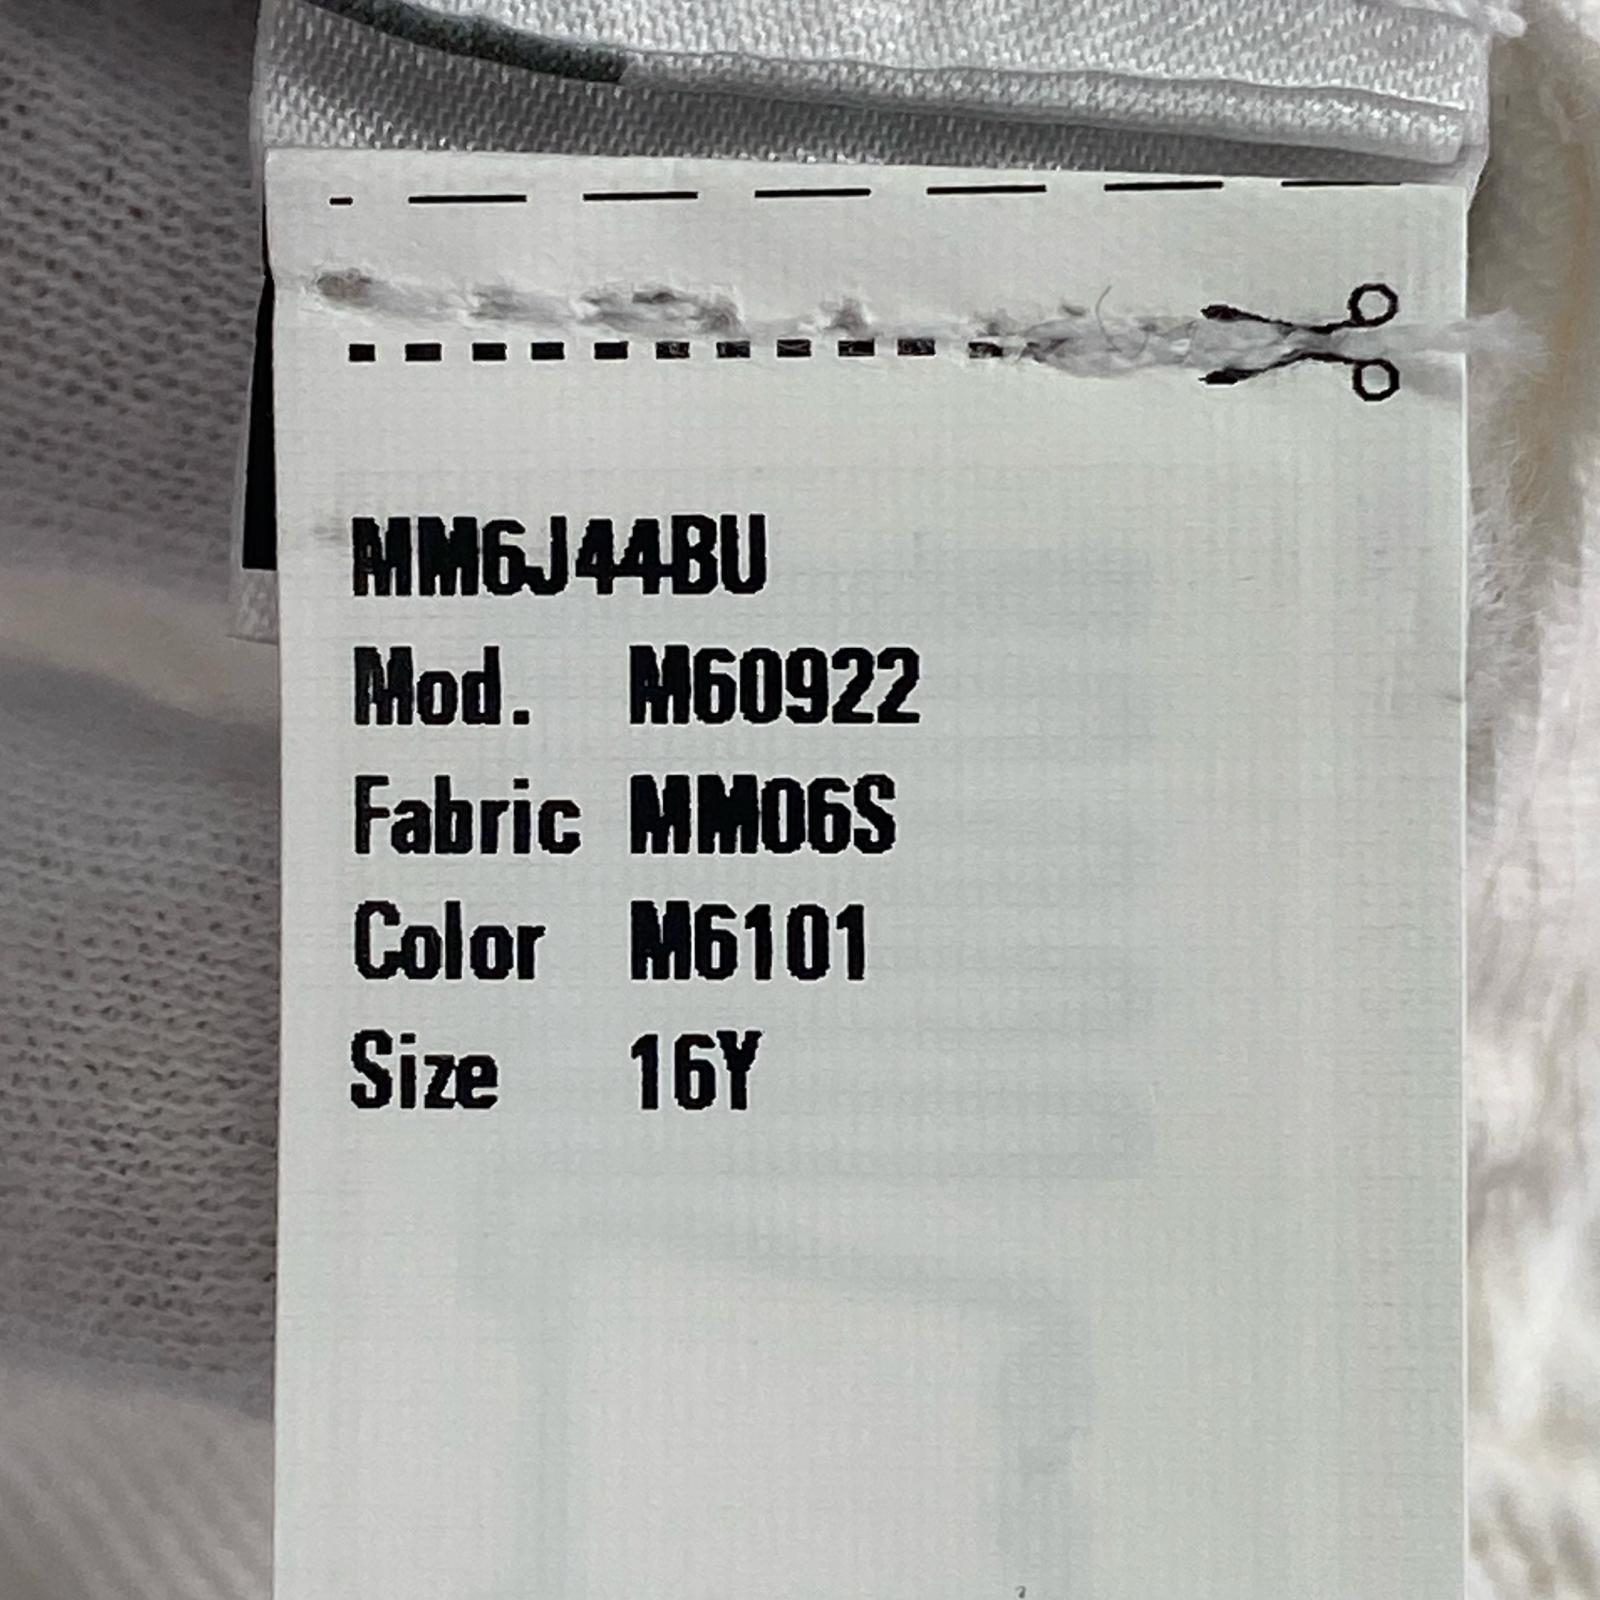 MM6J44BU
Mod. M60922
Fabric MM06S
Color M6101
Size 16Y